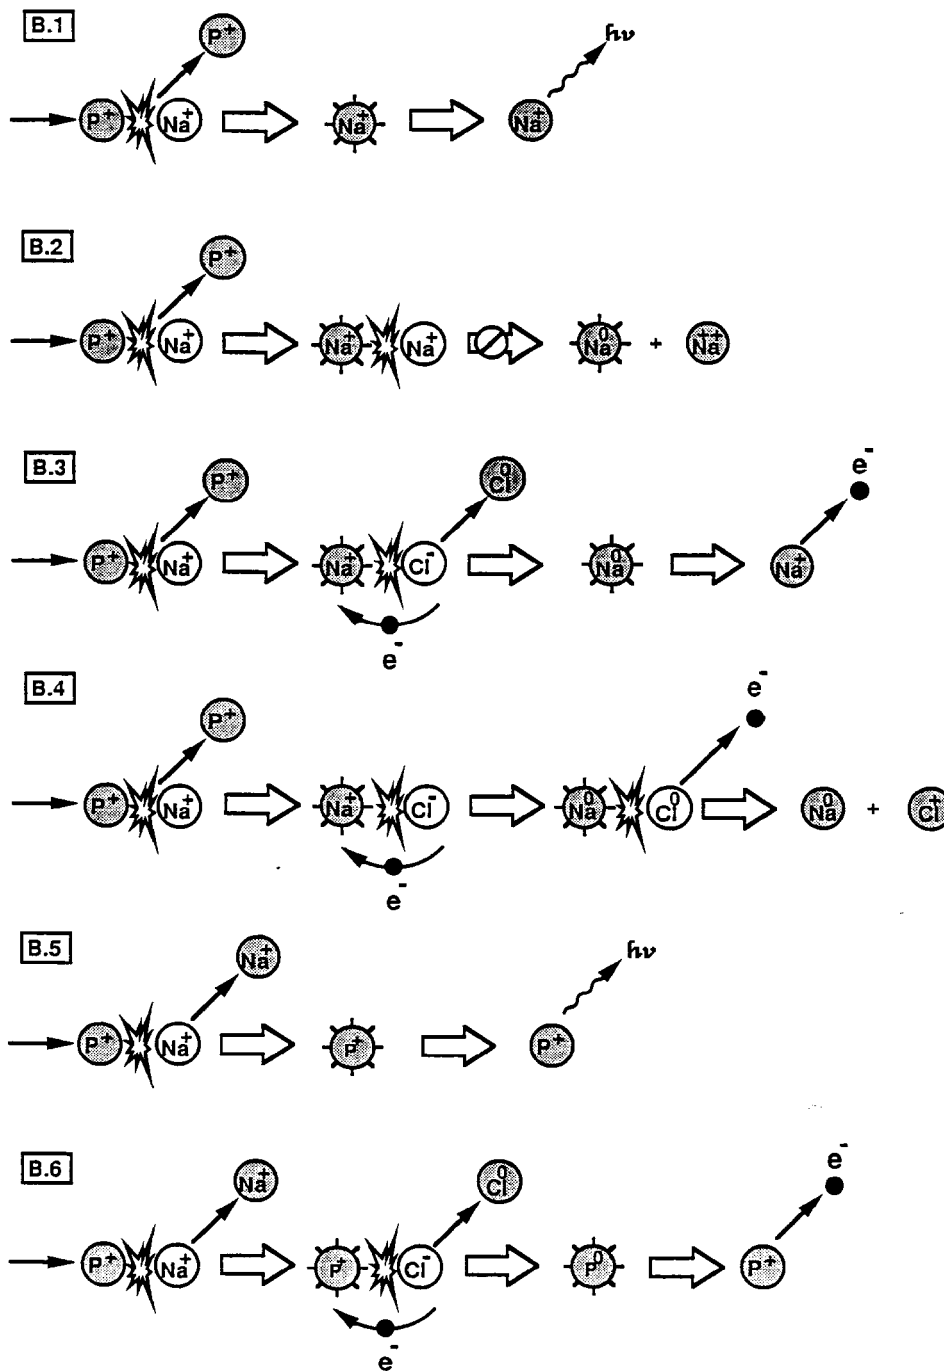 B.1
P+
hν
P+ Na+ Na+ Na+
B.2
P+
P+ Na+ Na+ Na+ Na0 + Na++
B.3
P+ Cl0 e-
P+ Na+ Na+ Cl- Na0 Na+
e-
B.4
e-
P+
P+ Na+ Na+ Cl- Na0 Cl0 Na0 + Cl+
e-
B.5
Na+ hν
P+ Na+ P+ P+
B.6
e-
Na+ Cl0
P+ Na+ P+ Cl- P0 P+
e-